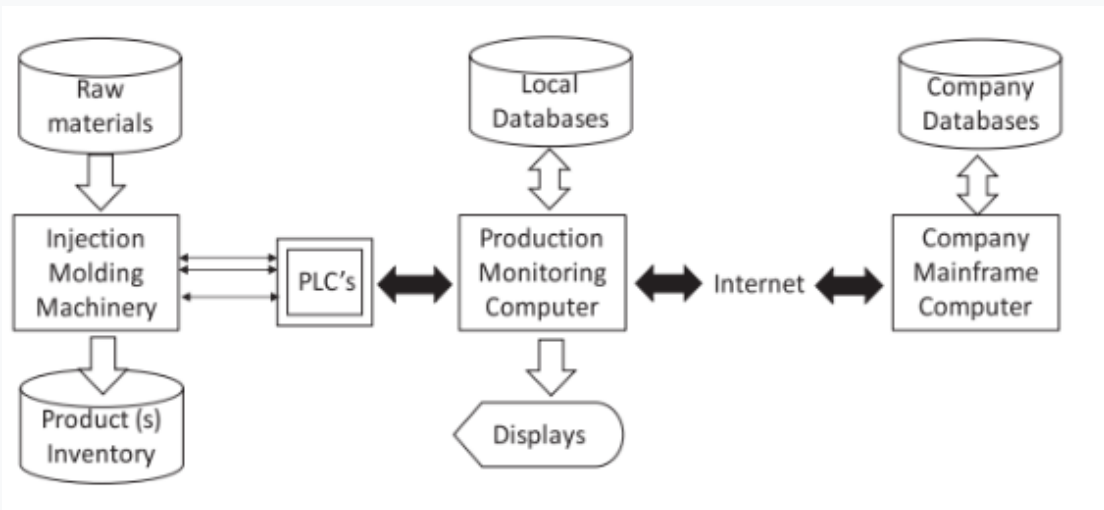 Raw
materials
Local
Databases
Company
Databases
Injection
Molding
Machinery
PLC's
Production
Monitoring
Computer
Internet
Company
Mainframe
Computer
Product (s)
Inventory
Displays